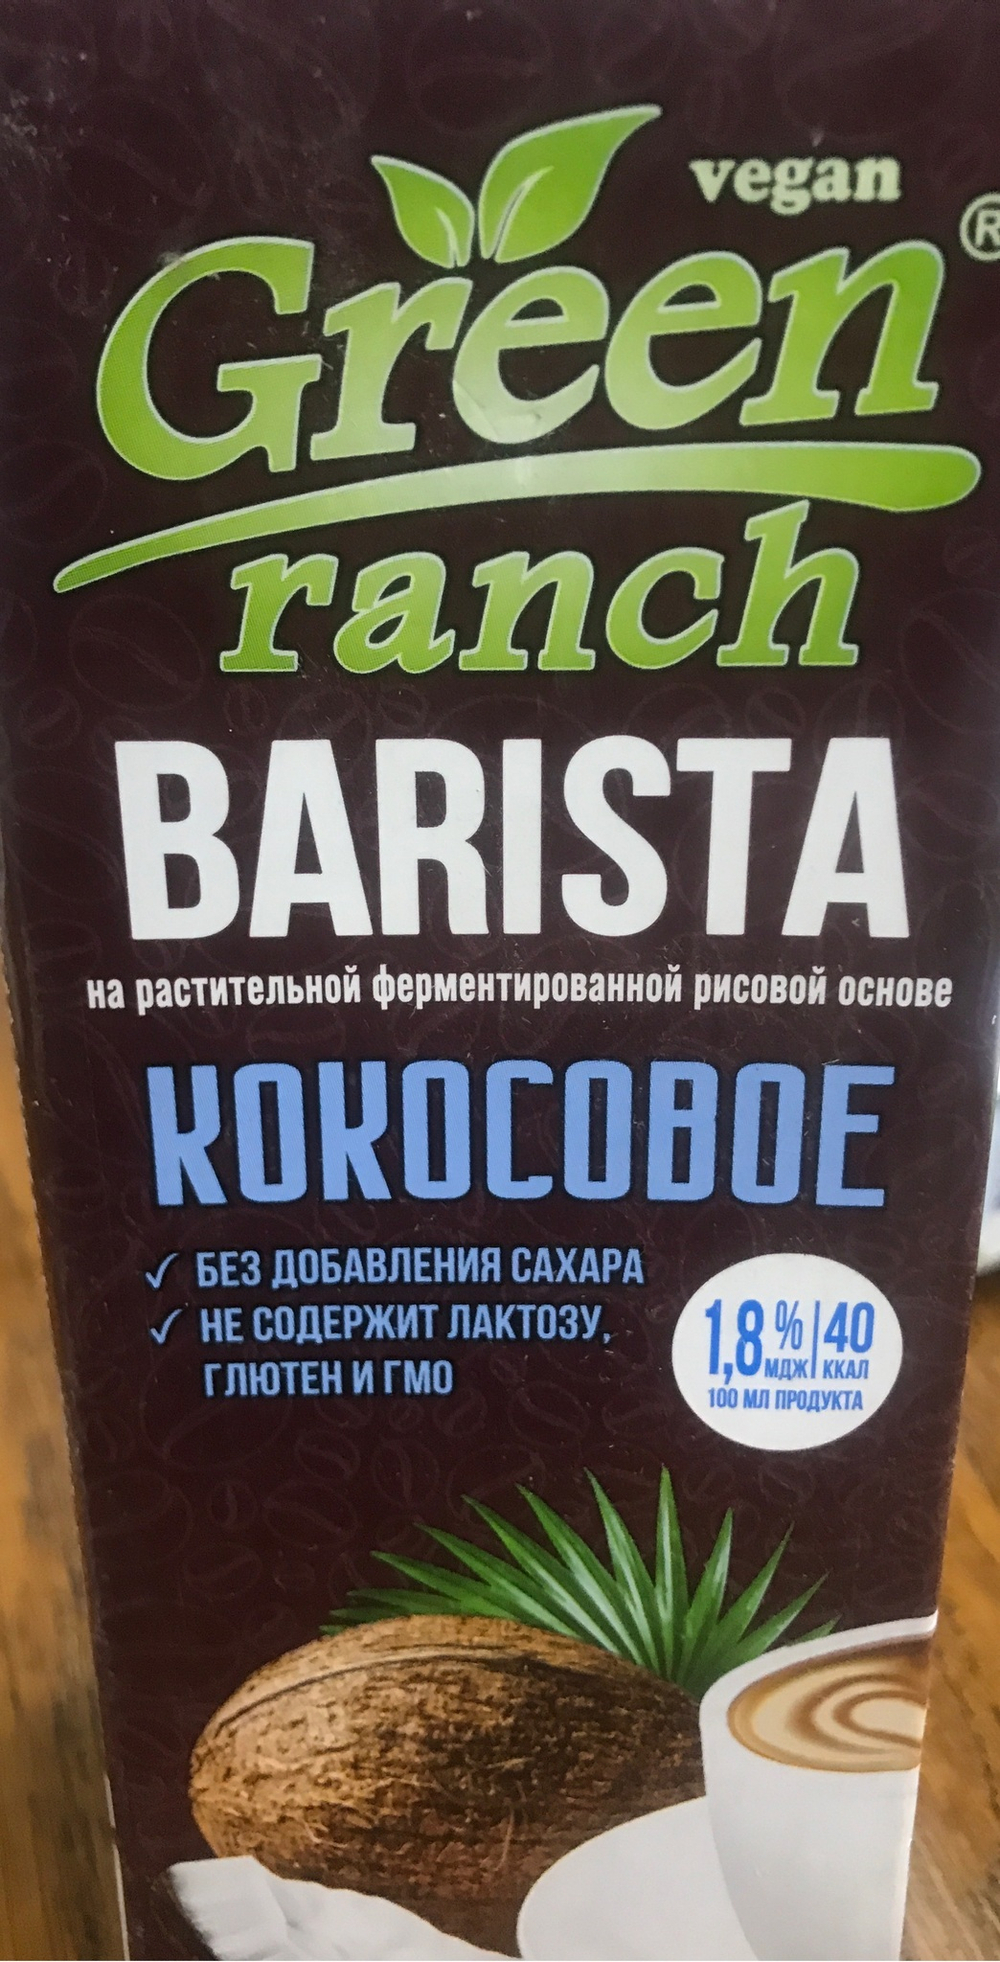 vegan
Green ®
ranch
BARISTA
на растительной ферментированной рисовой основе
КОКОСОВОЕ
✓ БЕЗ ДОБАВЛЕНИЯ САХАРА
✓ НЕ СОДЕРЖИТ ЛАКТОЗУ,
ГЛЮТЕН И ГМО
1,8 % МДЖ | 40 ККАЛ
100 МЛ ПРОДУКТА